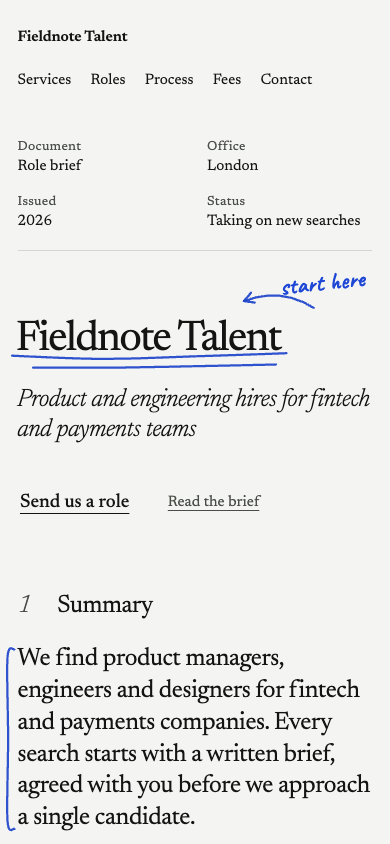 Fieldnote Talent
Services Roles Process Fees Contact
Document
Role brief
Office
London
Issued
2026
Status
Taking on new searches
start here
Fieldnote Talent
Product and engineering hires for fintech
and payments teams
Send us a role Read the brief
1 Summary
We find product managers,
engineers and designers for fintech
and payments companies. Every
search starts with a written brief,
agreed with you before we approach
a single candidate.